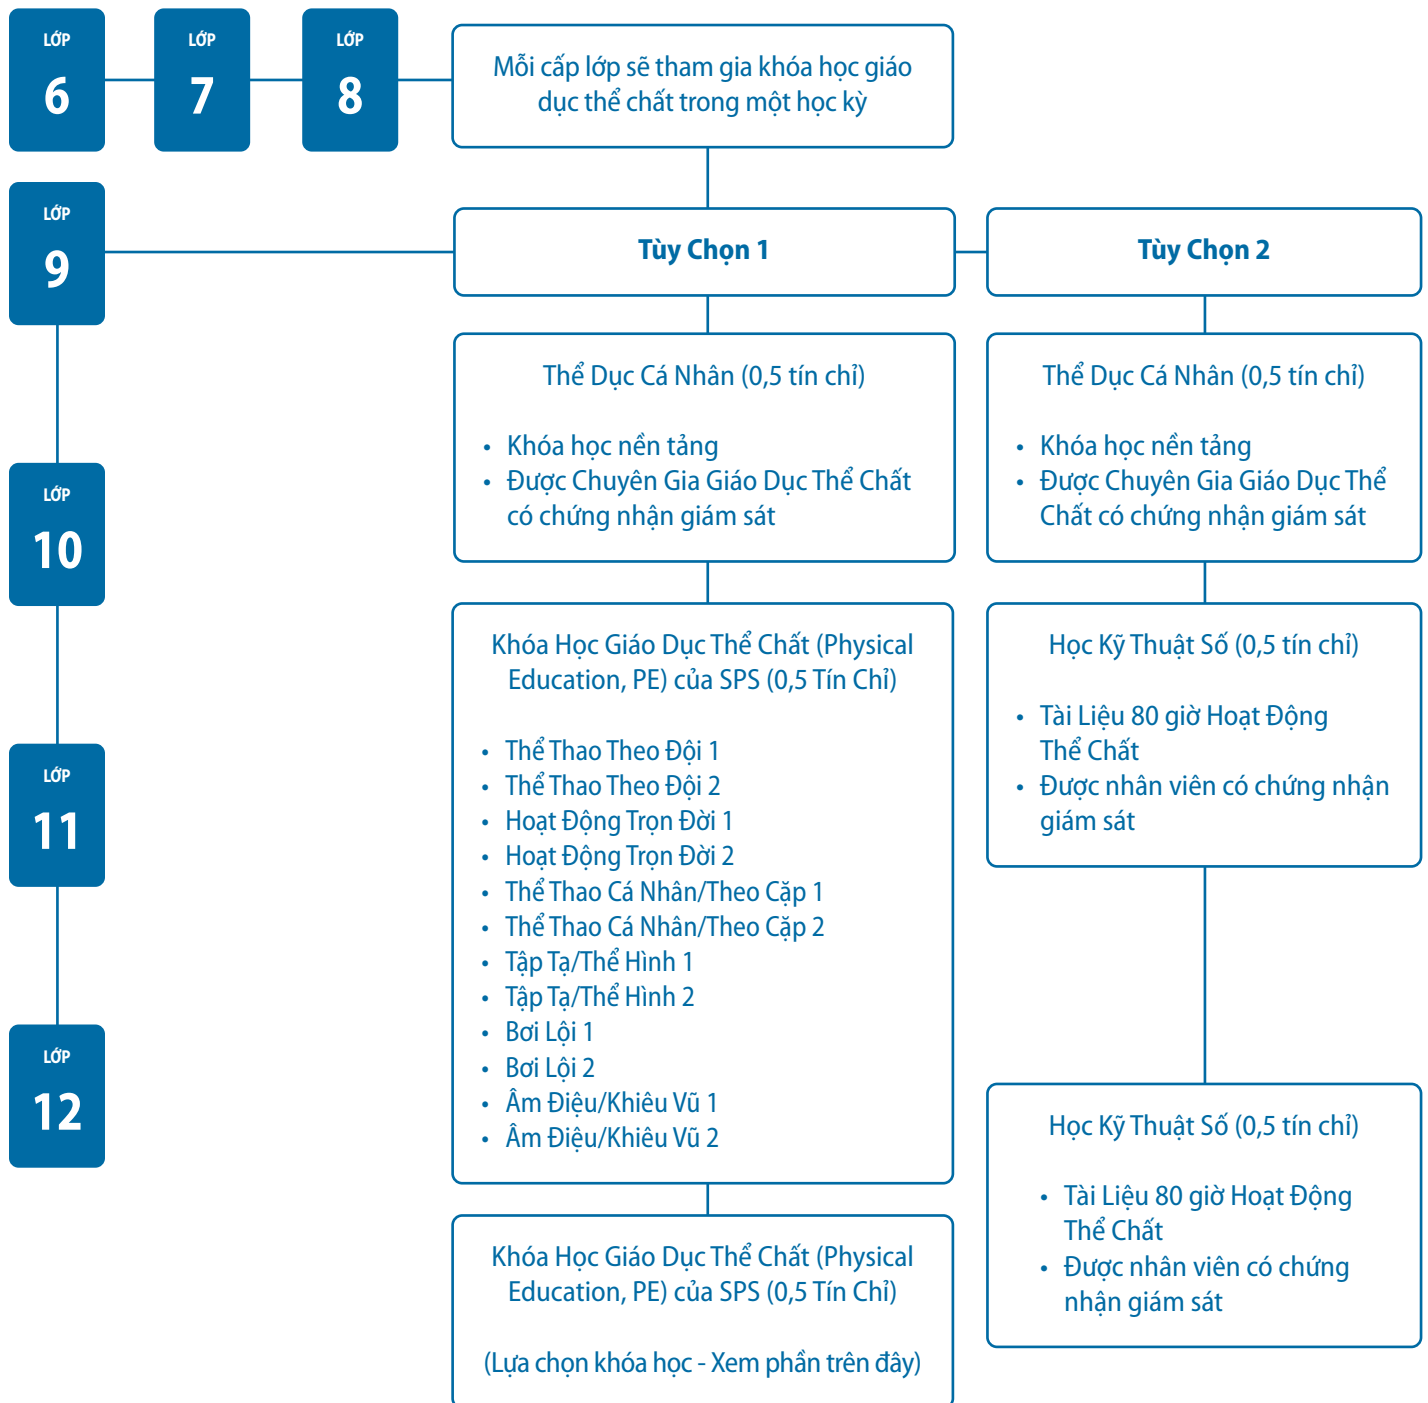 LỚP
6
LỚP
7
LỚP
8
Mỗi cấp lớp sẽ tham gia khóa học giáo
dục thể chất trong một học kỳ
LỚP
9
Tùy Chọn 1
Tùy Chọn 2
Thể Dục Cá Nhân (0,5 tín chỉ)
• Khóa học nền tảng
• Được Chuyên Gia Giáo Dục Thể Chất
có chứng nhận giám sát
Thể Dục Cá Nhân (0,5 tín chỉ)
• Khóa học nền tảng
• Được Chuyên Gia Giáo Dục Thể
Chất có chứng nhận giám sát
LỚP
10
Khóa Học Giáo Dục Thể Chất (Physical
Education, PE) của SPS (0,5 Tín Chỉ)
• Thể Thao Theo Đội 1
• Thể Thao Theo Đội 2
• Hoạt Động Trọn Đời 1
• Hoạt Động Trọn Đời 2
• Thể Thao Cá Nhân/Theo Cặp 1
• Thể Thao Cá Nhân/Theo Cặp 2
• Tập Tạ/Thể Hình 1
• Tập Tạ/Thể Hình 2
• Bơi Lội 1
• Bơi Lội 2
• Âm Điệu/Khiêu Vũ 1
• Âm Điệu/Khiêu Vũ 2
Học Kỹ Thuật Số (0,5 tín chỉ)
• Tài Liệu 80 giờ Hoạt Động
Thể Chất
• Được nhân viên có chứng nhận
giám sát
LỚP
11
LỚP
12
Khóa Học Giáo Dục Thể Chất (Physical
Education, PE) của SPS (0,5 Tín Chỉ)
(Lựa chọn khóa học - Xem phần trên đây)
Học Kỹ Thuật Số (0,5 tín chỉ)
• Tài Liệu 80 giờ Hoạt Động
Thể Chất
• Được nhân viên có chứng
nhận giám sát